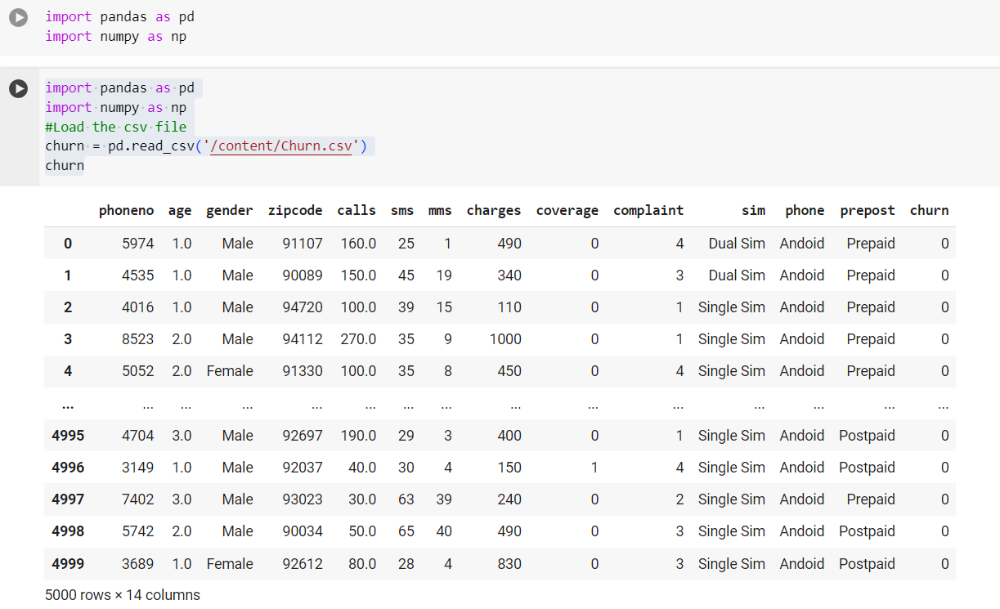 import pandas as pd
import numpy as np
import pandas as pd
import numpy as np
#Load the csv file
churn = pd.read_csv('/content/Churn.csv')
churn
phoneno age gender zipcode calls sms mms charges coverage complaint sim phone prepost churn
0 5974 1.0 Male 91107 160.0 25 1 490 0 4 Dual Sim Andoid Prepaid 0
1 4535 1.0 Male 90089 150.0 45 19 340 0 3 Dual Sim Andoid Prepaid 0
2 4016 1.0 Male 94720 100.0 39 15 110 0 1 Single Sim Andoid Prepaid 0
3 8523 2.0 Male 94112 270.0 35 9 1000 0 1 Single Sim Andoid Prepaid 0
4 5052 2.0 Female 91330 100.0 35 8 450 0 4 Single Sim Andoid Prepaid 0
... ... ... ... ... ... ... ... ... ... ... ... ... ... ...
4995 4704 3.0 Male 92697 190.0 29 3 400 0 1 Single Sim Andoid Postpaid 0
4996 3149 1.0 Male 92037 40.0 30 4 150 1 4 Single Sim Andoid Postpaid 0
4997 7402 3.0 Male 93023 30.0 63 39 240 0 2 Single Sim Andoid Prepaid 0
4998 5742 2.0 Male 90034 50.0 65 40 490 0 3 Single Sim Andoid Postpaid 0
4999 3689 1.0 Female 92612 80.0 28 4 830 0 3 Single Sim Andoid Postpaid 0
5000 rows × 14 columns